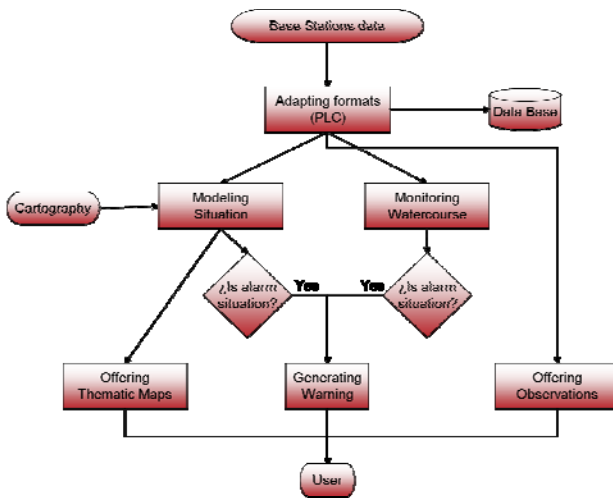 Base Stations data
Adapting formats
(PLC)
Data Base
Cartography
Modeling
Situation
Monitoring
Watercourse
¿Is alarm
situation?
Yes
Yes
¿Is alarm
situation?
Offering
Thematic Maps
Generating
Warning
Offering
Observations
User